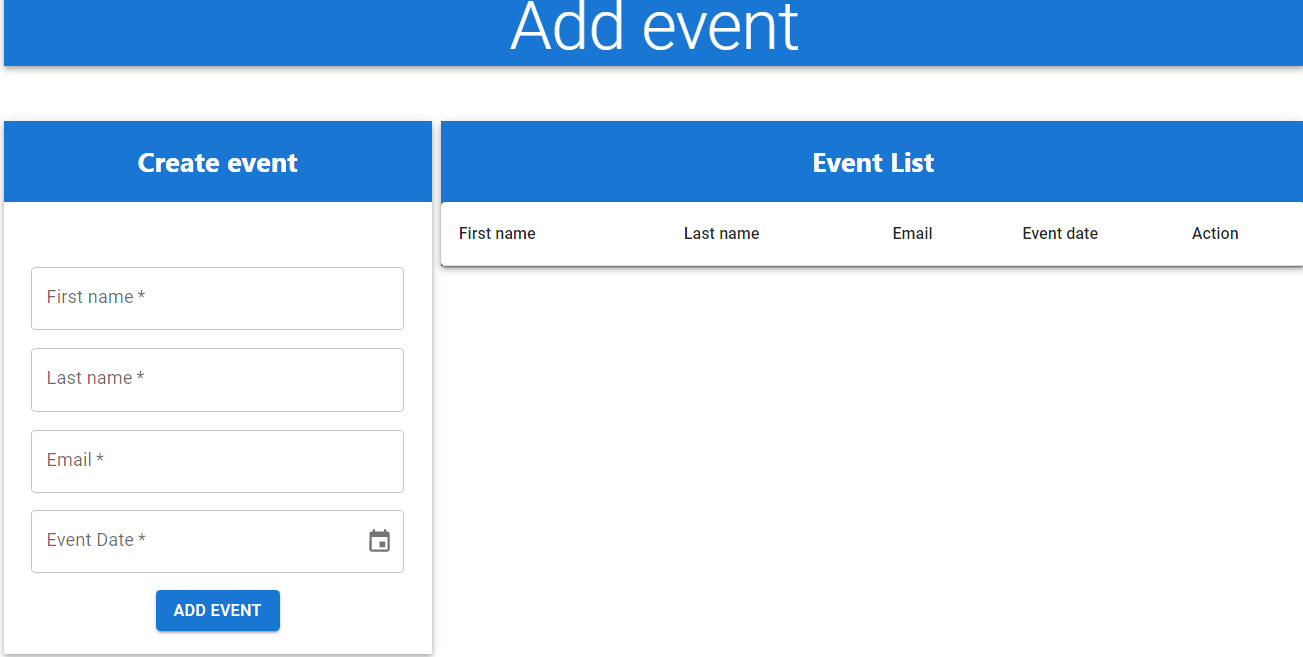 Add event
Create event
First name *
Last name *
Email *
Event Date *
ADD EVENT
Event List
First name Last name Email Event date Action